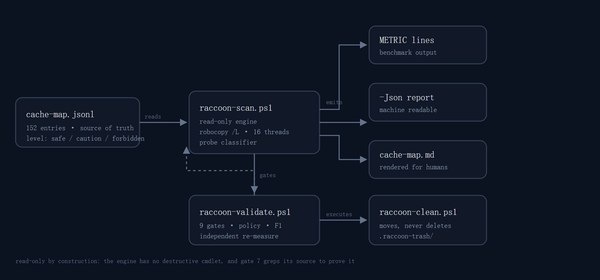 METRIC lines
benchmark output
emits
cache-map.jsonl
152 entries • source of truth
level: safe / caution / forbidden
reads
raccoon-scan.ps1
read-only engine
robocopy /L • 16 threads
probe classifier
-Json report
machine readable
cache-map.md
rendered for humans
gates
raccoon-validate.ps1
9 gates • policy • F1
independent re-measure
executes
raccoon-clean.ps1
moves, never deletes
.raccoon-trash/
read-only by construction: the engine has no destructive cmdlet, and gate 7 greps its source to prove it